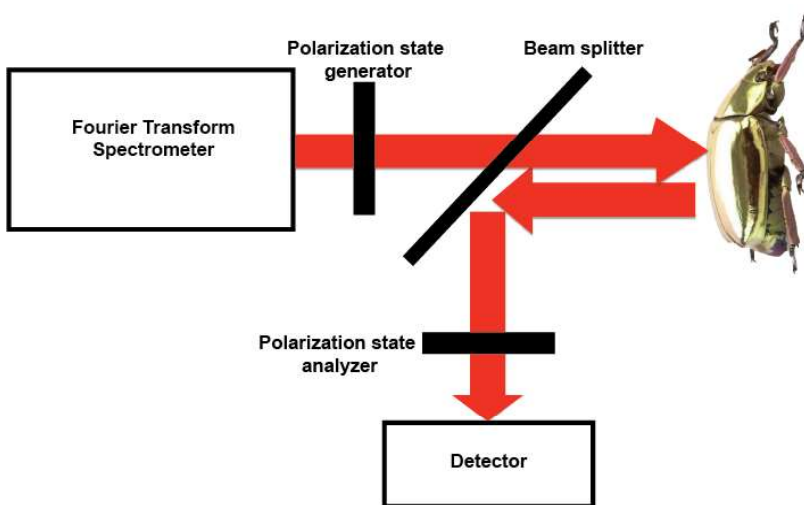 Polarization state
generator
Beam splitter
Fourier Transform
Spectrometer
Polarization state
analyzer
Detector